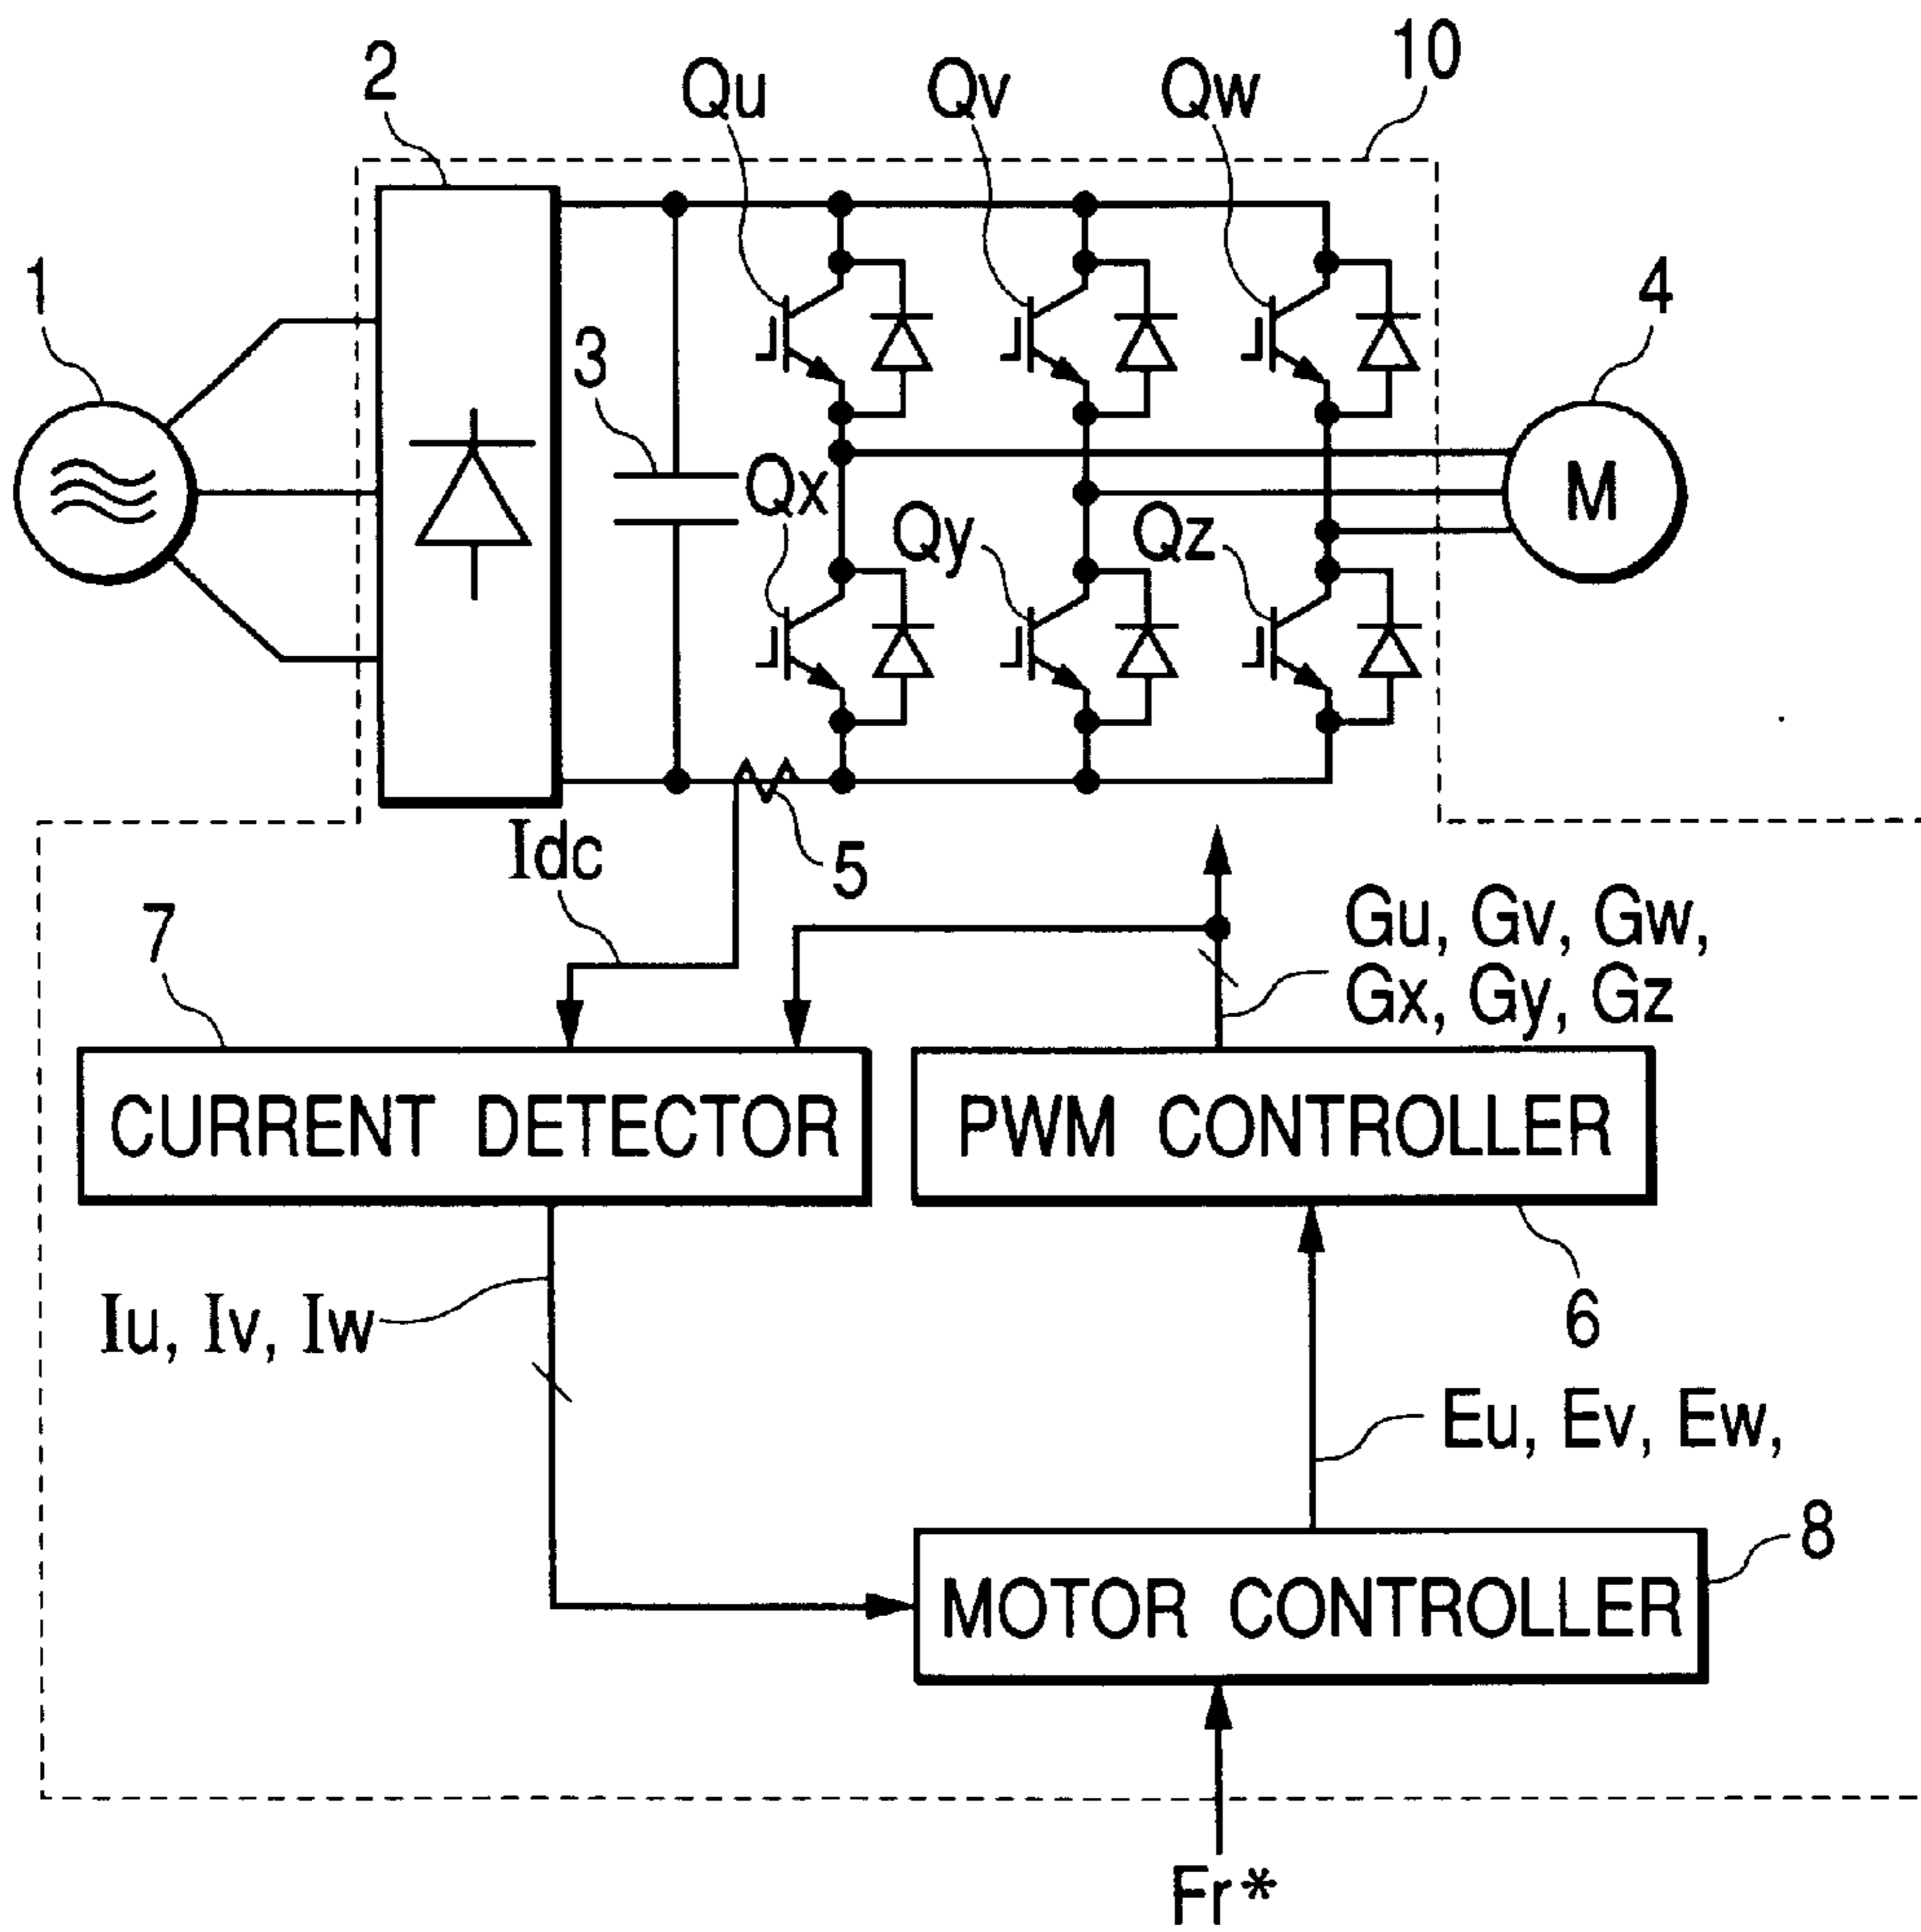 10
2
Qu
Qv
Qw
1
3
4
M
Qx
Qy
Qz
Idc
5
7
Gu, Gv, Gw,
Gx, Gy, Gz
CURRENT DETECTOR
PWM CONTROLLER
Iu, Iv, Iw
6
Eu, Ev, Ew,
8
MOTOR CONTROLLER
Fr*